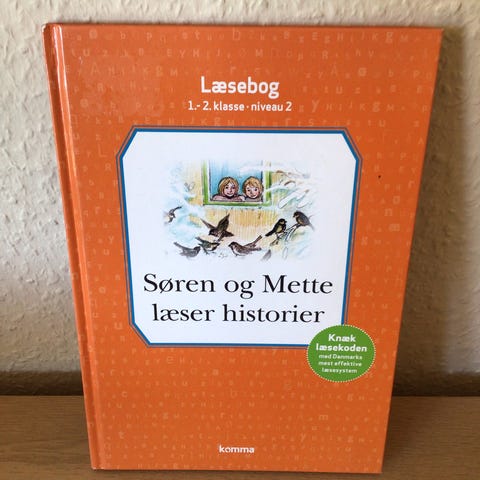 Læsebog
1.- 2. klasse · niveau 2
Søren og Mette
læser historier
Knæk
læsekoden
med Danmarks
mest effektive
læsesystem
komma